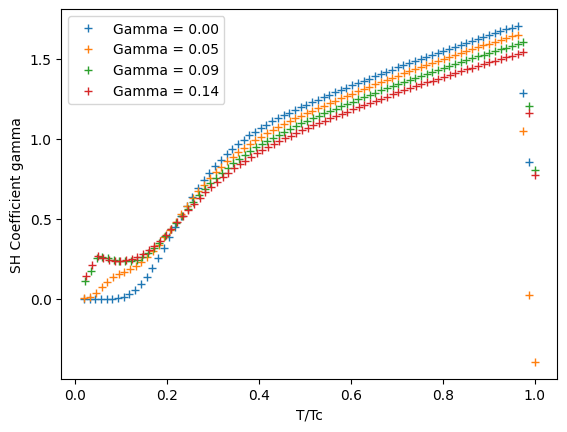 Gamma = 0.00
Gamma = 0.05
Gamma = 0.09
Gamma = 0.14
SH Coefficient gamma
1.5
1.0
0.5
0.0
0.0 0.2 0.4 0.6 0.8 1.0
T/Tc